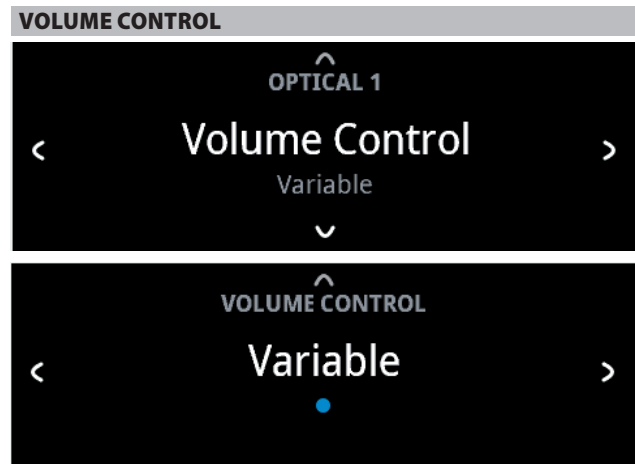 VOLUME CONTROL
OPTICAL 1
Volume Control
Variable
VOLUME CONTROL
Variable